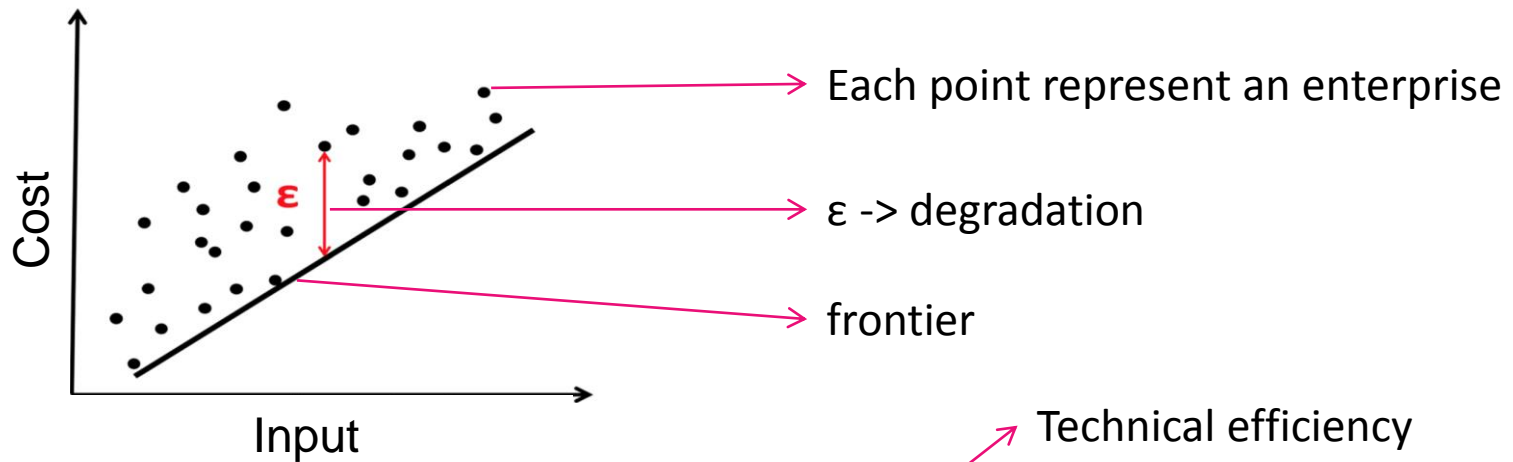 Each point represent an enterprise
Cost
ε
ε -> degradation
frontier
Input
Technical efficiency